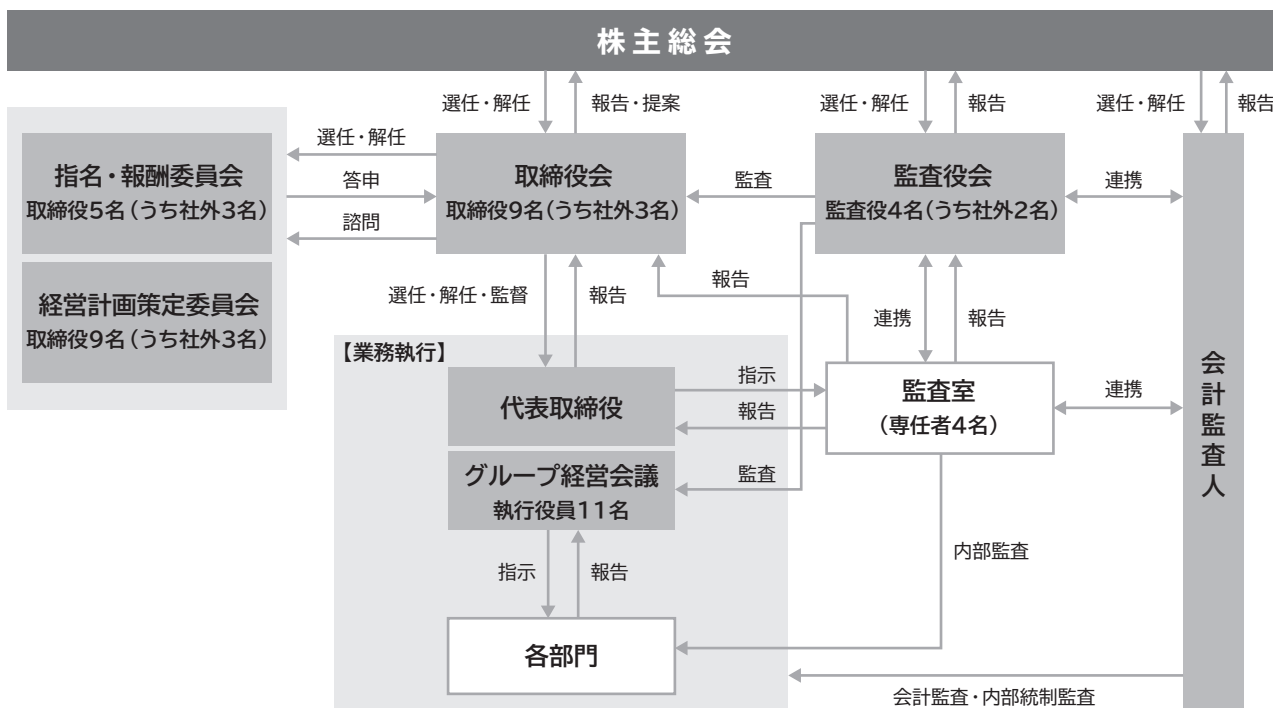 株主総会
選任・解任
報告・提案
選任・解任
報告
選任・解任
報告
指名・報酬委員会
取締役5名（うち社外3名）
経営計画策定委員会
取締役9名（うち社外3名）
選任・解任
答申
諮問
取締役会
取締役9名（うち社外3名）
監査
監査役会
監査役4名（うち社外2名）
連携
選任・解任・監督
報告
報告
連携
報告
【業務執行】
代表取締役
指示
報告
監査室
（専任者4名）
連携
会計監査人
グループ経営会議
執行役員11名
監査
指示
報告
内部監査
各部門
会計監査・内部統制監査